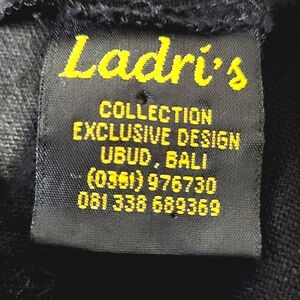 Ladri's
COLLECTION
EXCLUSIVE DESIGN
UBUD, BALI
(0361) 976730
081 338 689369